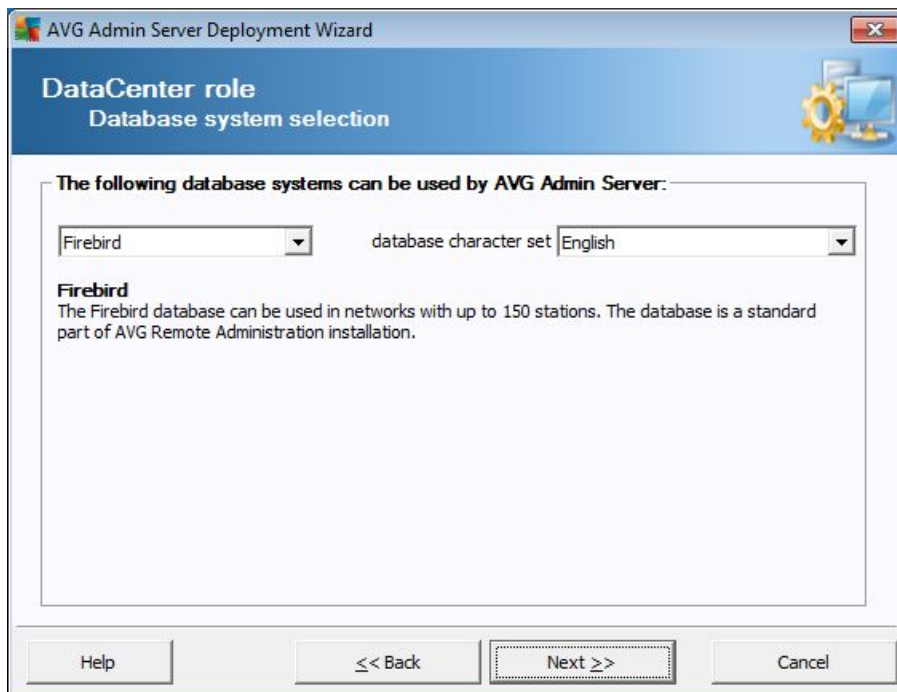 AVG Admin Server Deployment Wizard
DataCenter role
Database system selection
The following database systems can be used by AVG Admin Server:
Firebird
database character set English
Firebird
The Firebird database can be used in networks with up to 150 stations. The database is a standard
part of AVG Remote Administration installation.
Help
<< Back
Next >>
Cancel